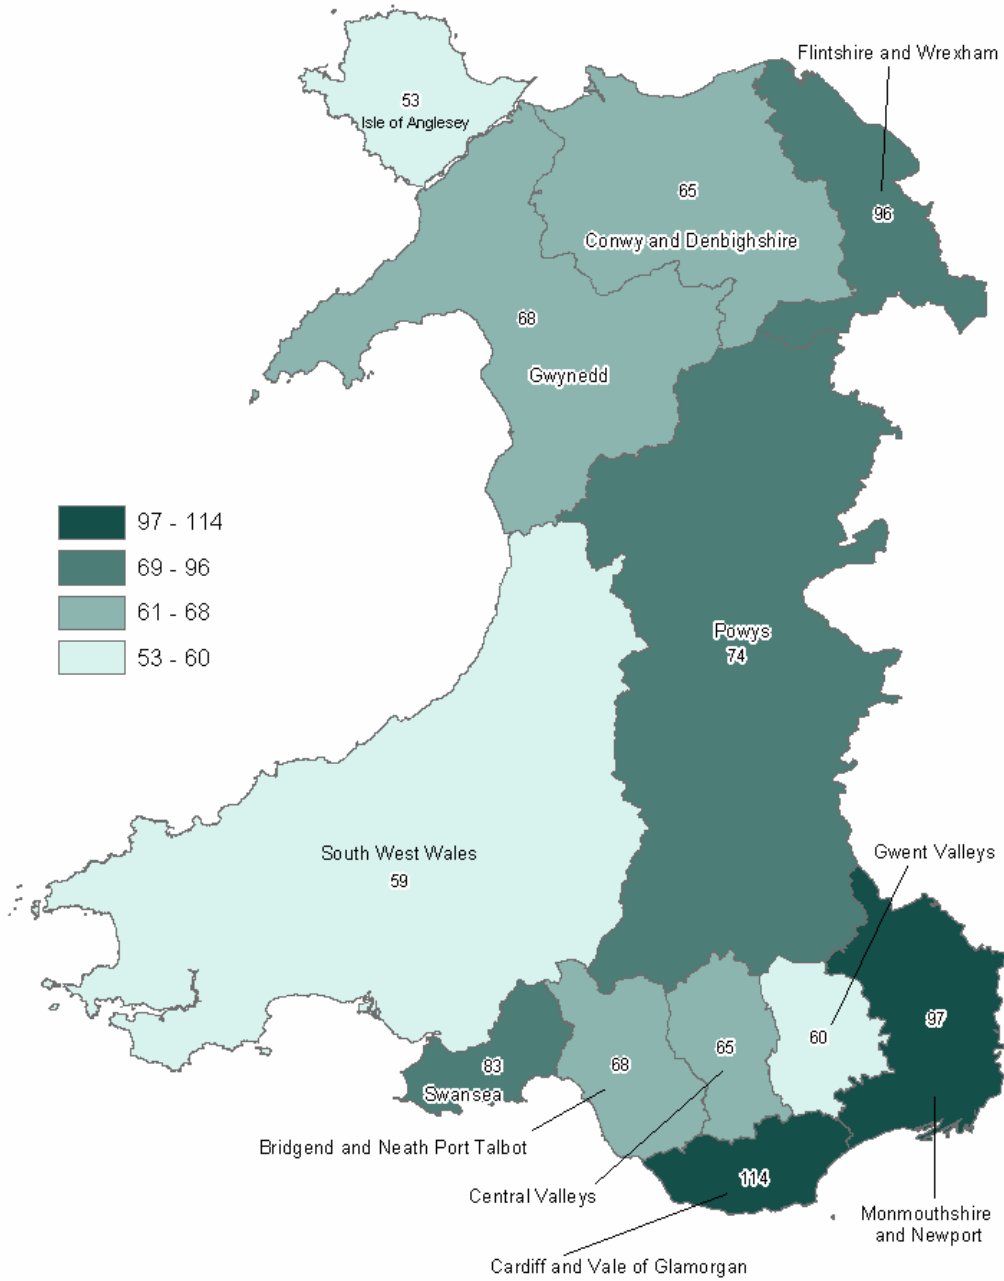 Flintshire and Wrexham
53
Isle of Anglesey
65
96
Conwy and Denbighshire
68
Gwynedd
97 - 114
69 - 96
61 - 68
53 - 60
Powys
74
South West Wales
59
Gwent Valleys
97
60
65
68
83
Swansea
Bridgend and Neath Port Talbot
114
Central Valleys
Monmouthshire
and Newport
Cardiff and Vale of Glamorgan